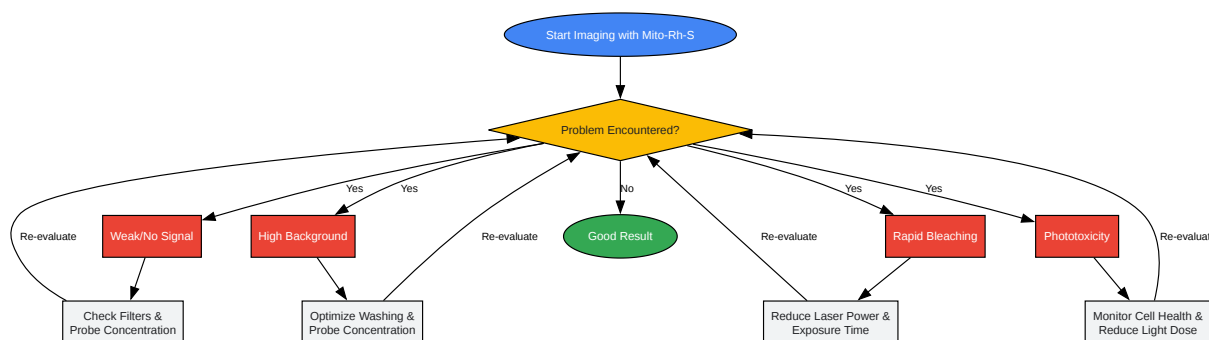 Start Imaging with Mito-Rh-S
Problem Encountered?
Yes
Yes
No
Yes
Yes
Weak/No Signal
High Background
Good Result
Rapid Bleaching
Phototoxicity
Re-evaluate
Re-evaluate
Re-evaluate
Re-evaluat
Check Filters &
Probe Concentration
Optimize Washing &
Probe Concentration
Reduce Laser Power &
Exposure Time
Monitor Cell Health &
Reduce Light Dose